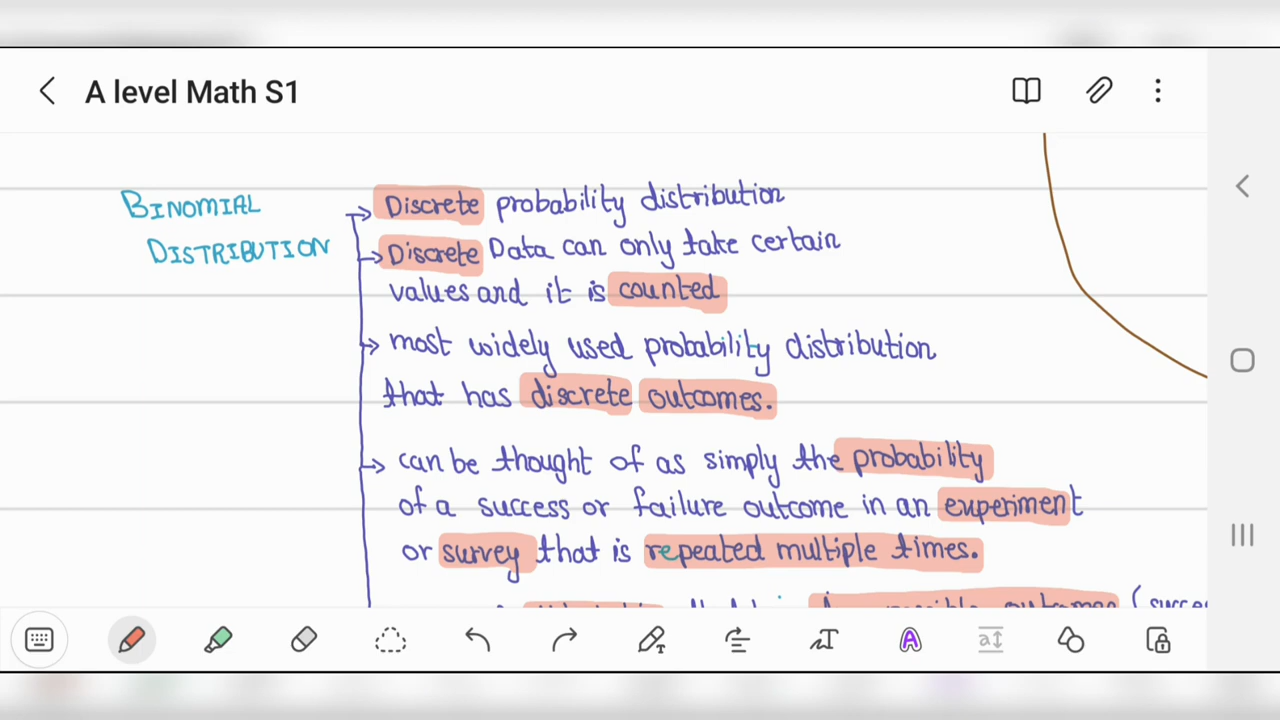 A level Math S1
BINOMIAL
DISTRIBUTION
Discrete probability distribution
Discrete Data can only take certain
values and it is counted
most widely used probability distribution
that has discrete outcomes.
can be thought of as simply the probability
of a success or failure outcome in an experiment
or survey that is repeated multiple times.